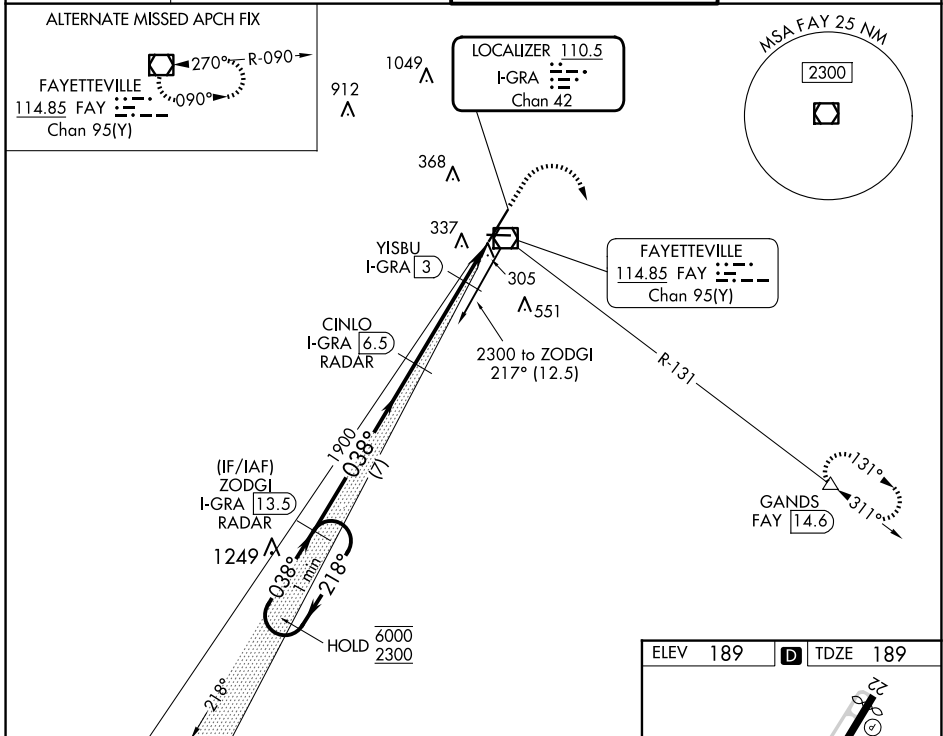 ALTERNATE MISSED APCH FIX
270°
R-090
090°
FAYETTEVILLE
114.85 FAY
Chan 95(Y)
912
1049
LOCALIZER 110.5
I-GRA
Chan 42
MSA FAY 25 NM
2300
368
337
YISBU
I-GRA 3
305
551
FAYETTEVILLE
114.85 FAY
Chan 95(Y)
CINLO
I-GRA 6.5
RADAR
2300 to ZODGI
217° (12.5)
R-131
1900
038°
(7)
(IF/IAF)
ZODGI
I-GRA 13.5
RADAR
1249
038°
1 min
218°
131°
311°
GANDS
FAY 14.6
HOLD 6000
2300
218°
ELEV 189 D TDZE 189
22